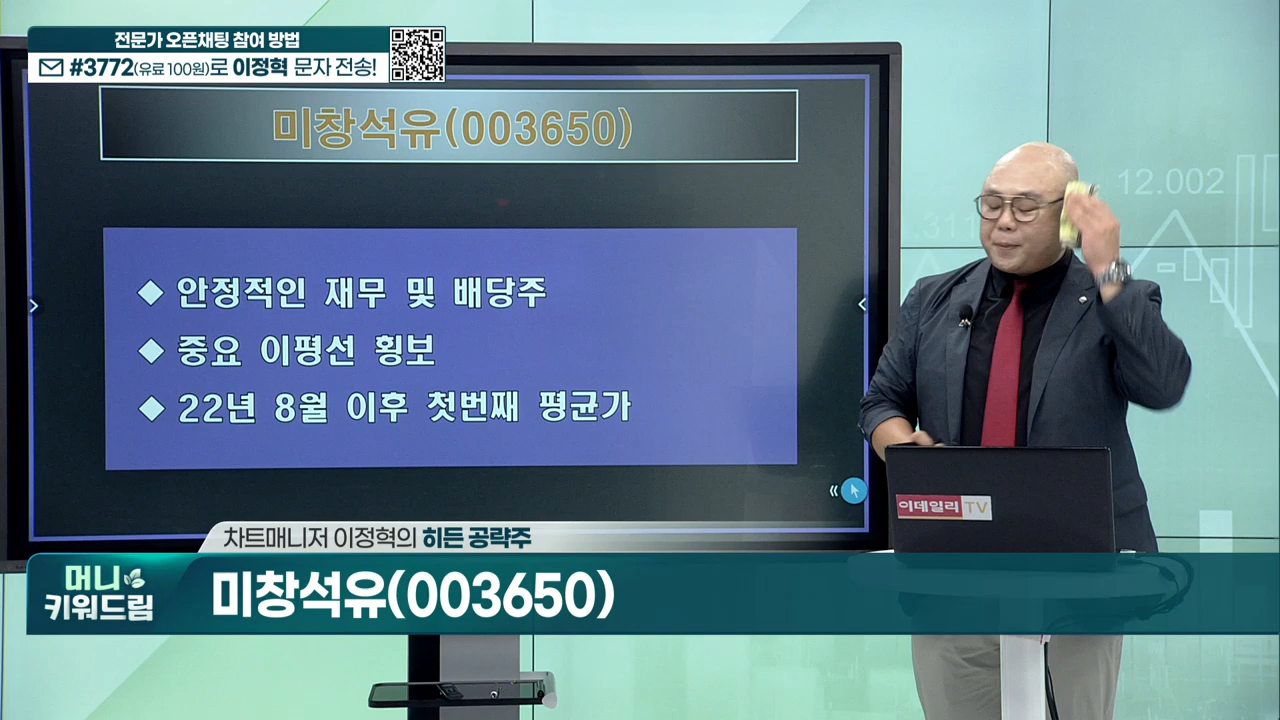 전문가 오픈채팅 참여 방법
#3772(유료 100원)로 이정혁 문자 전송!
미창석유(003650)
12.002
◆ 안정적인 재무 및 배당주
◆ 중요 이평선 횡보
◆ 22년 8월 이후 첫번째 평균가
이데일리TV
차트매니저 이정혁의 히든 공략주
머니
키워드림
미창석유(003650)